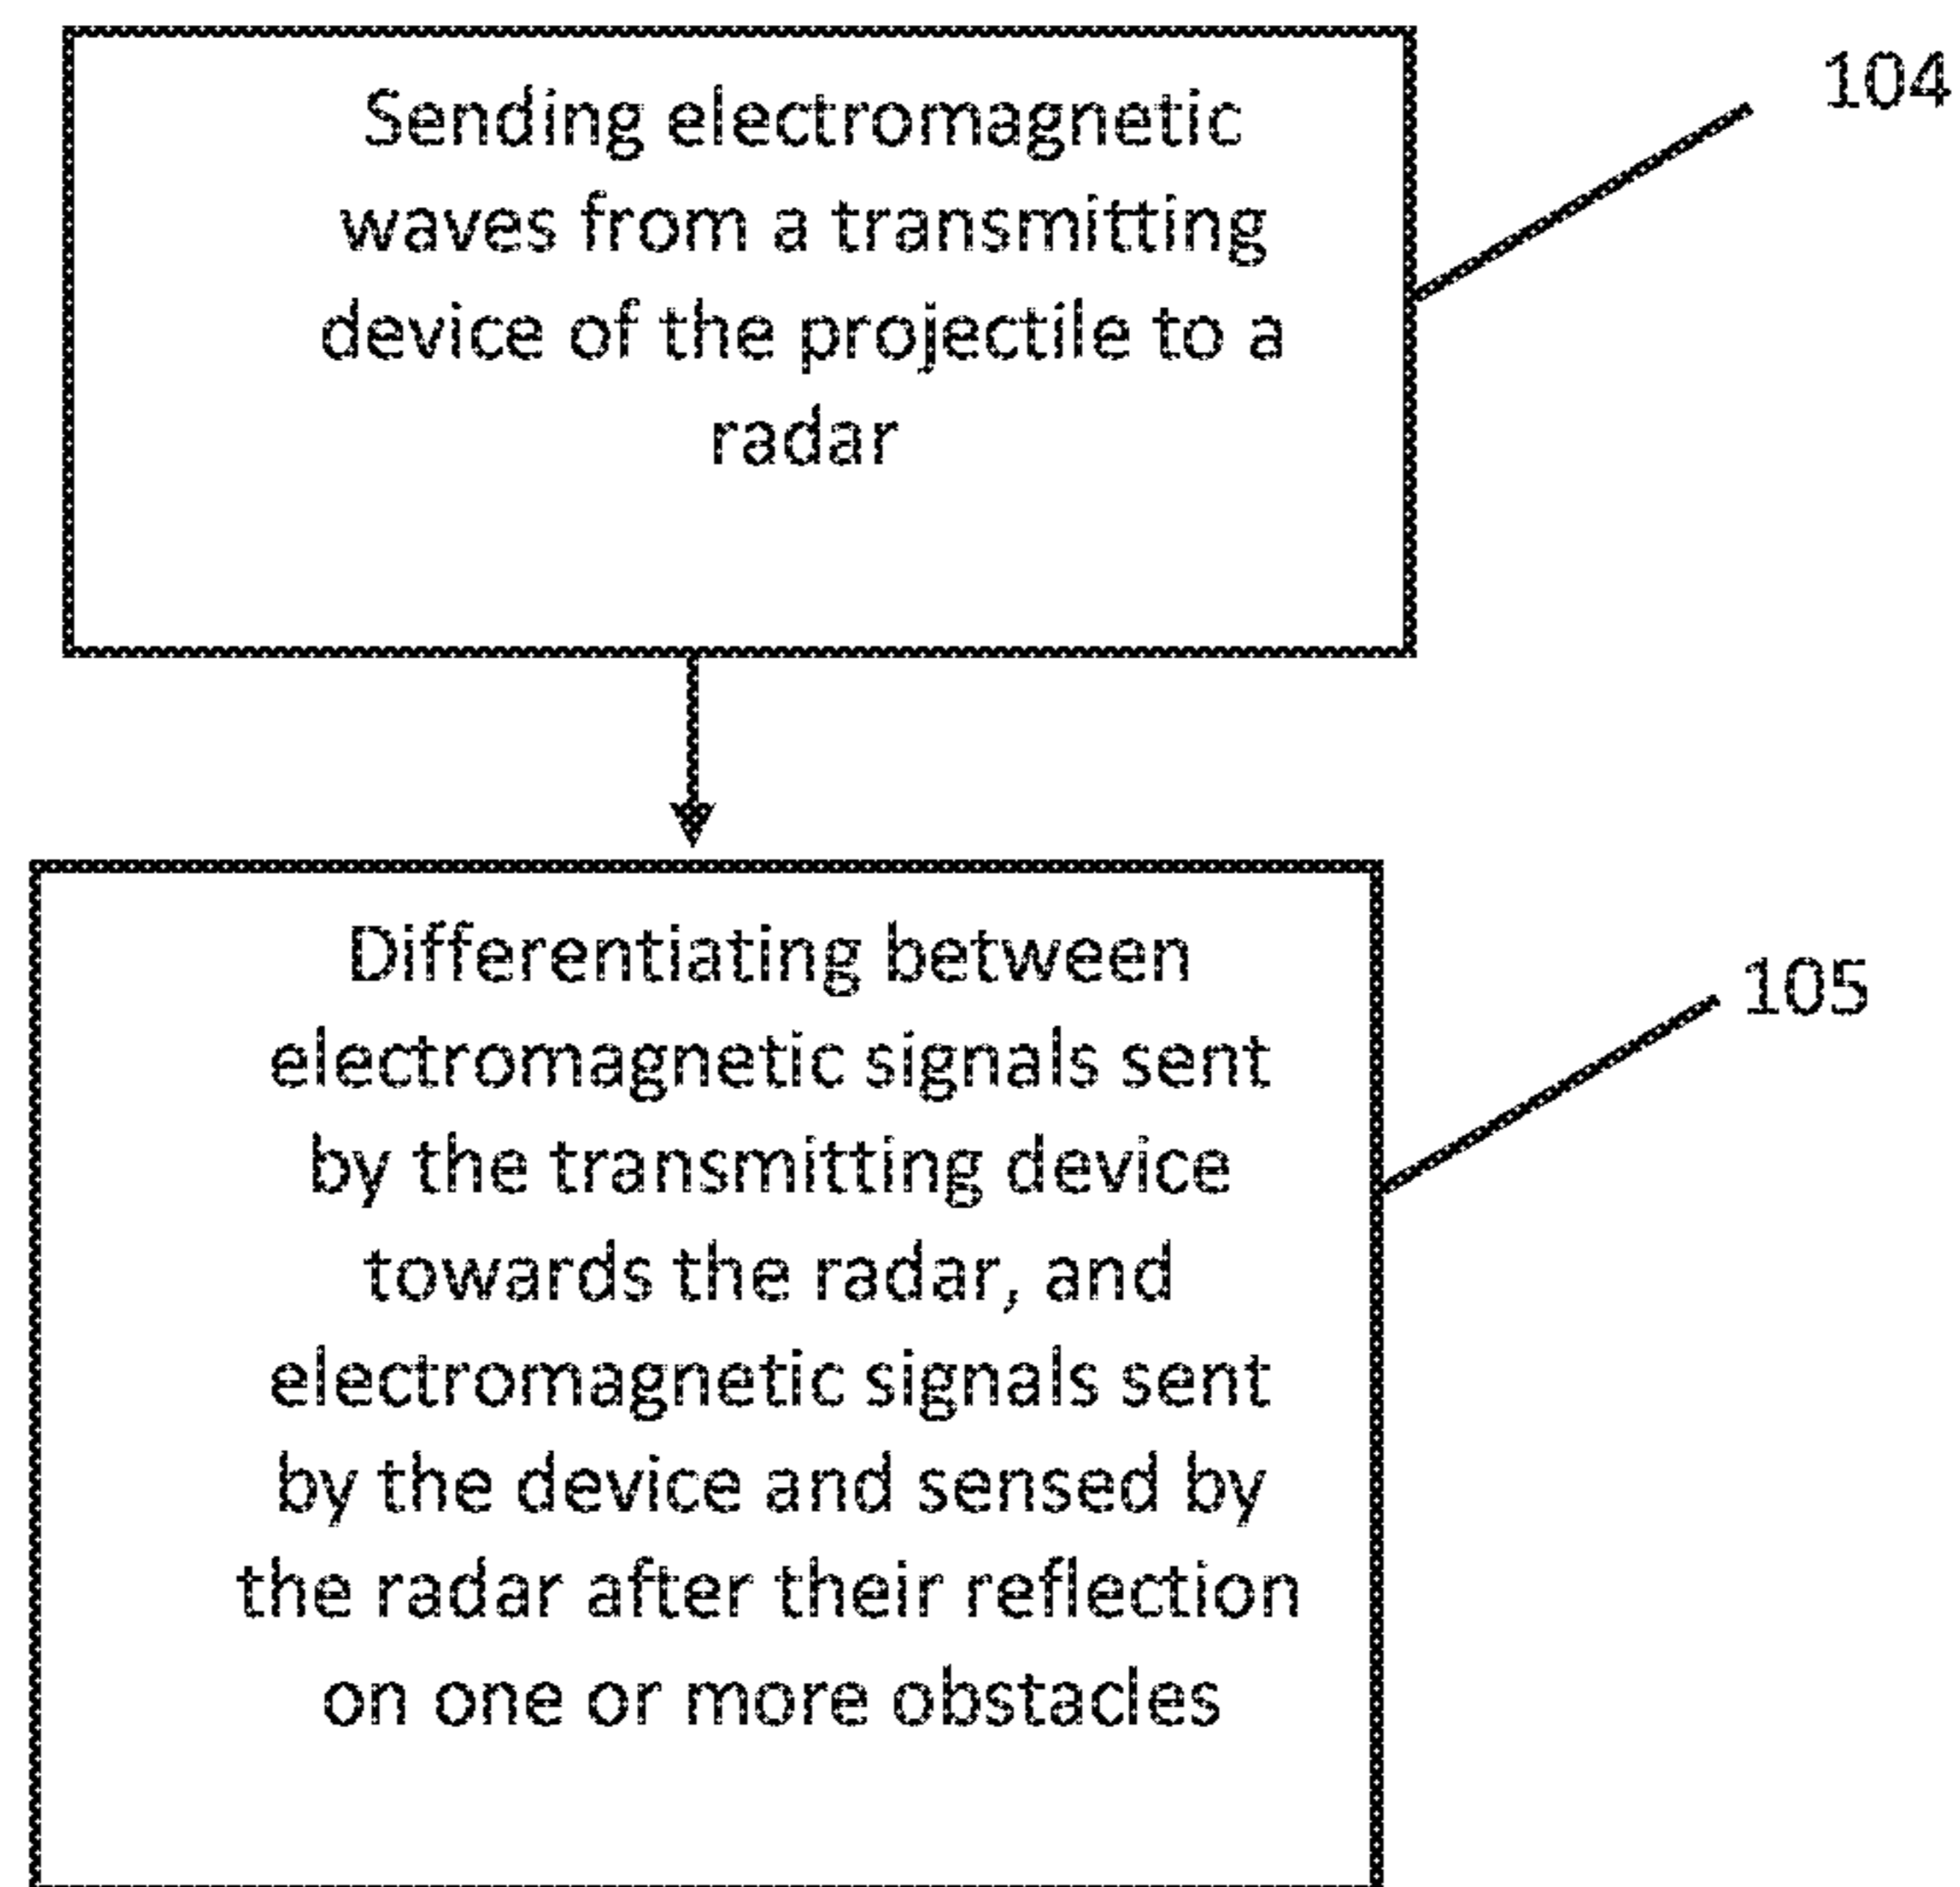 Sending electromagnetic
waves from a transmitting
device of the projectile to a
radar
104
Differentiating between
electromagnetic signals sent
by the transmitting device
towards the radar, and
electromagnetic signals sent
by the device and sensed by
the radar after their reflection
on one or more obstacles
105